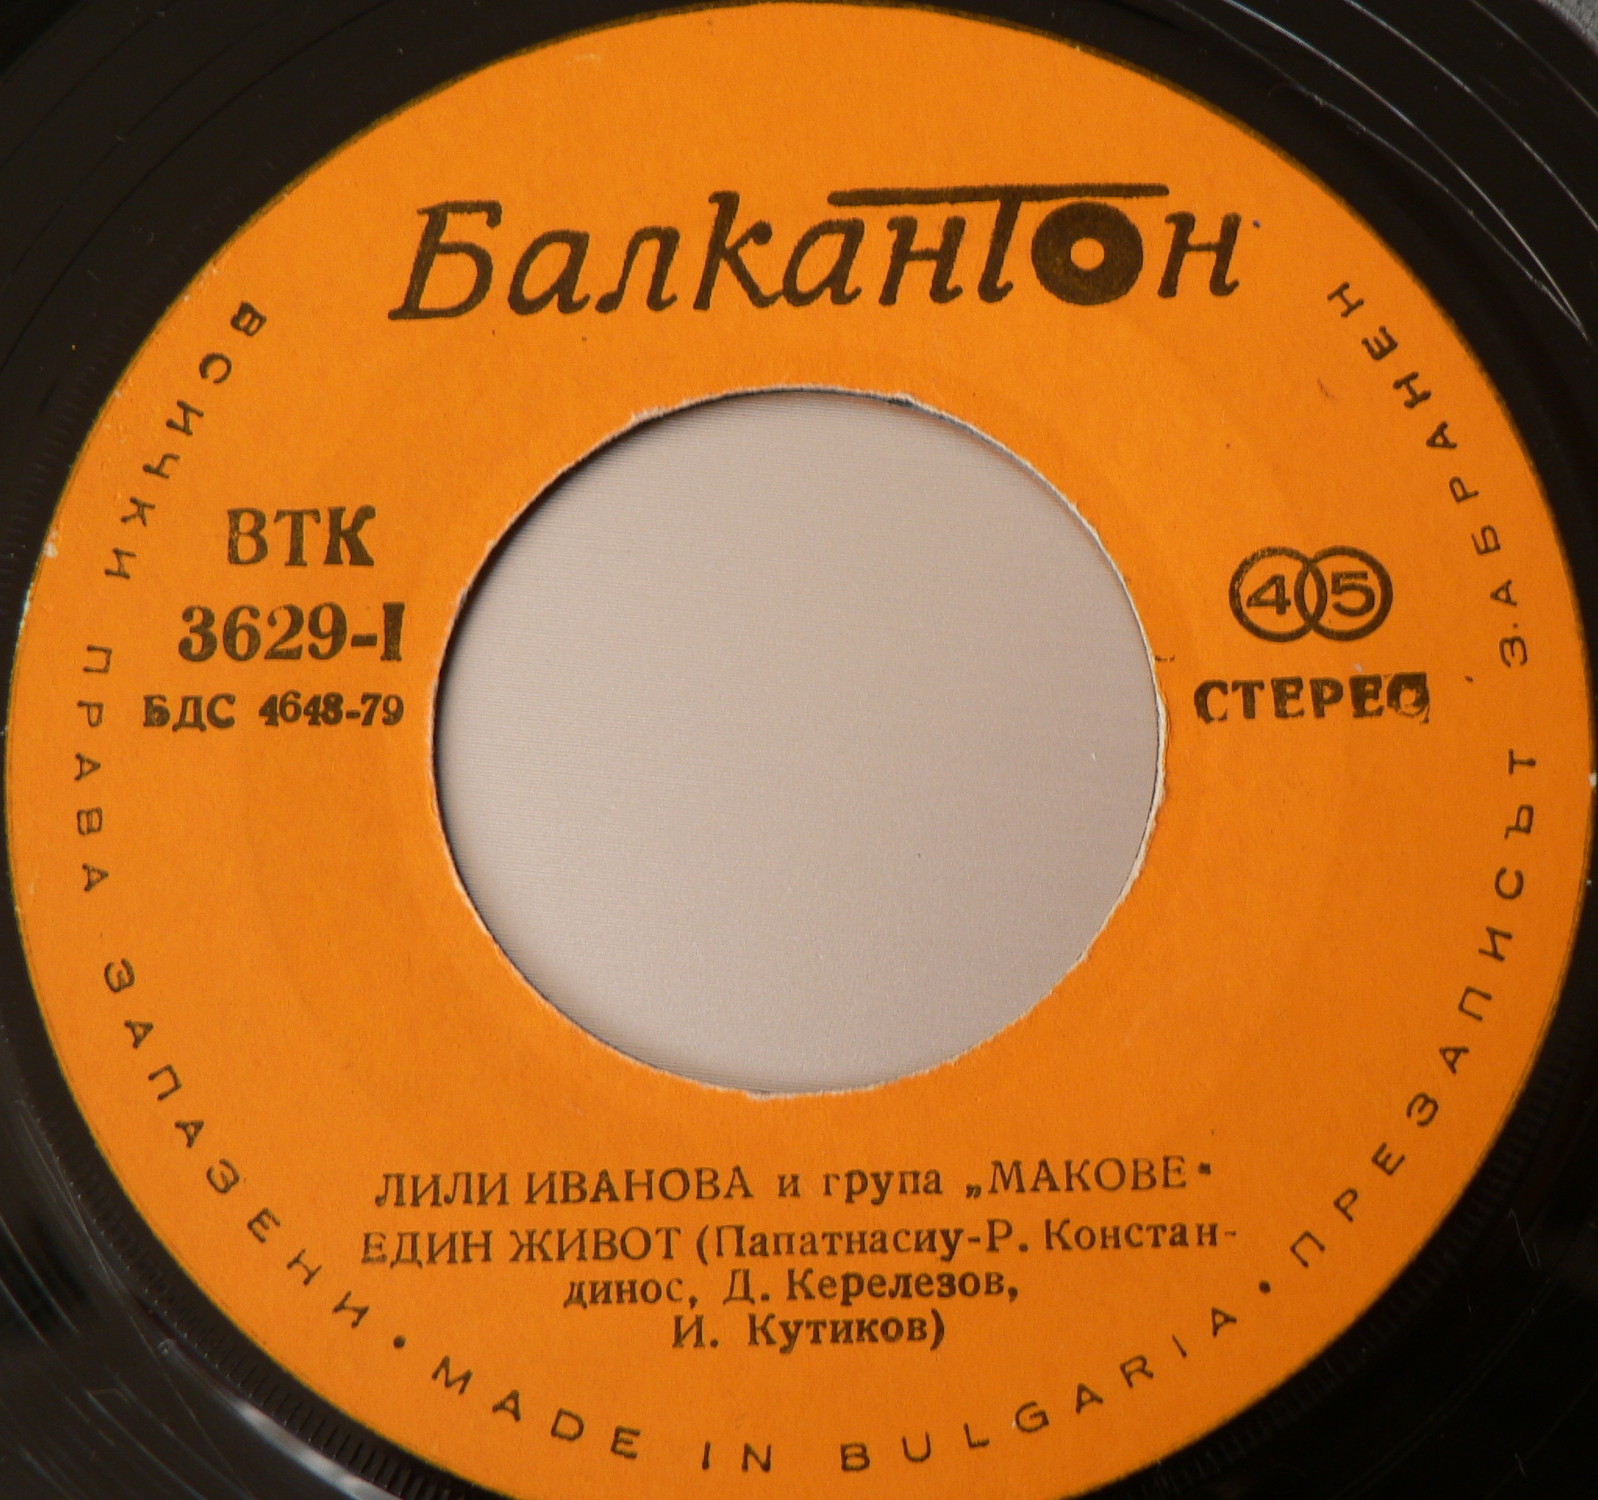 Балкантон
ВТК
3629-I
БДС 4648-79
45
СТЕРЕО
ЛИЛИ ИВАНОВА и група „МАКОВЕ"
ЕДИН ЖИВОТ (Папатнасиу-Р. Констан-
динос, Д. Керелезов,
И. Кутиков)
ВСИЧКИ ПРАВА ЗАПАЗЕНИ • MADE IN BULGARIA • ПРЕЗАПИСЪТ ЗАБРАНЕН